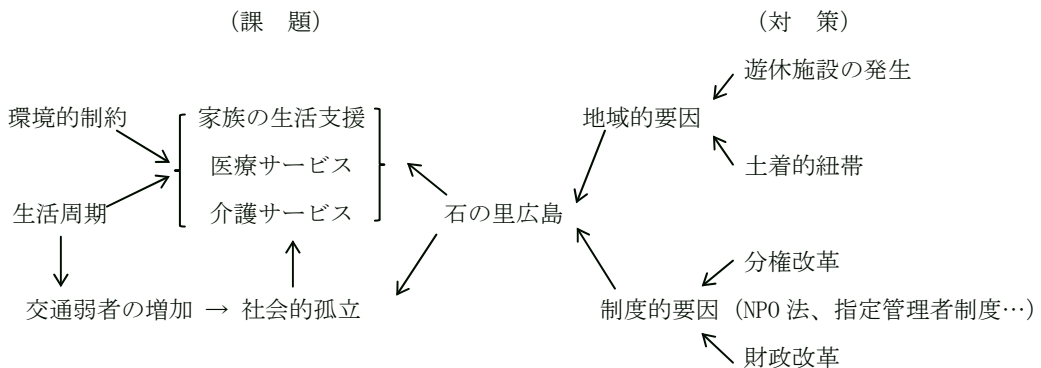 （課　題）　（対　策）
遊休施設の発生
環境的制約　家族の生活支援　地域的要因
医療サービス　土着的紐帯
生活周期　介護サービス　石の里広島
分権改革
交通弱者の増加 → 社会的孤立　制度的要因（NPO 法、指定管理者制度…）
財政改革